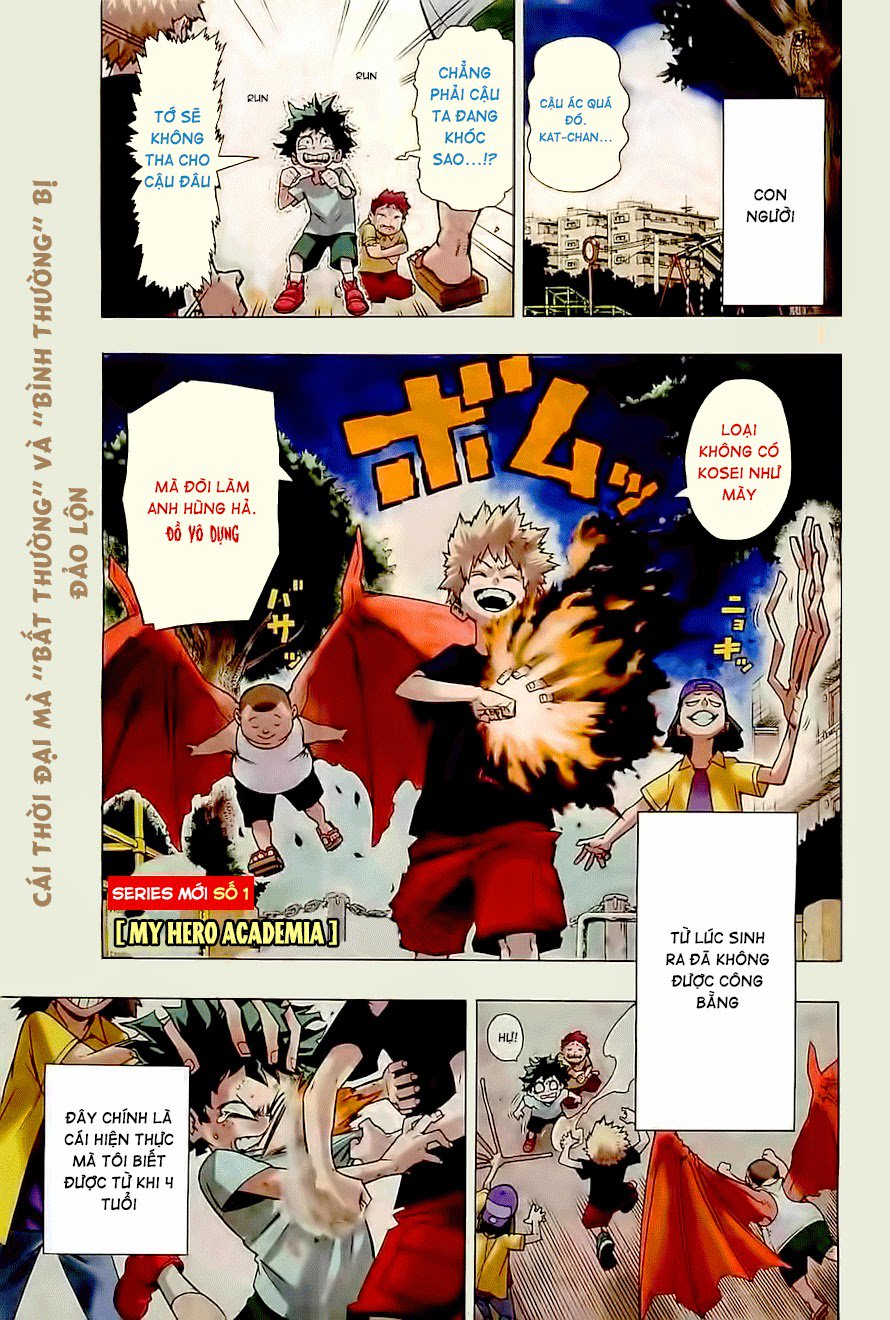 CẬU ÁC QUÁ
ĐÓ.
KAT-CHAN...
CON
NGƯỜI
CHẲNG
PHẢI CẬU
TA ĐANG
KHÓC
SAO...!?
RUN
RUN
TỚ SẼ
KHÔNG
THA CHO
CẬU ĐÂU
CÁI THỜI ĐẠI MÀ "BẤT THƯỜNG" VÀ "BÌNH THƯỜNG" BỊ
ĐẢO LỘN
LOẠI
KHÔNG CÓ
KOSEI NHƯ
MÀY
ボムッ
MÀ ĐÒI LÀM
ANH HÙNG HẢ.
ĐỒ VÔ DỤNG
バサッ
ニョキッ
SERIES MỚI SỐ 1
[ MY HERO ACADEMIA ]
TỪ LÚC SINH
RA ĐÃ KHÔNG
ĐƯỢC CÔNG
BẰNG
HỰ!
ĐÂY CHÍNH LÀ
CÁI HIỆN THỰC
MÀ TÔI BIẾT
ĐƯỢC TỪ KHI 4
TUỔI